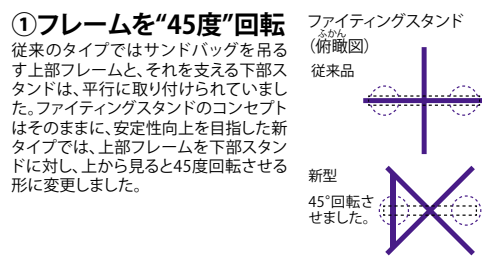 ①フレームを“45度”回転
従来のタイプではサンドバッグを吊る
す上部フレームと、それを支える下部ス
タンドは、平行に取り付けられていまし
た。ファイティングスタンドのコンセプト
はそのままに、安定性向上を目指した新
タイプでは、上部フレームを下部スタン
ドに対し、上から見ると45度回転させる
形に変更しました。
ファイティングスタンド
ふかん
（俯瞰図）
従来品
新型
45°回転さ
せました。